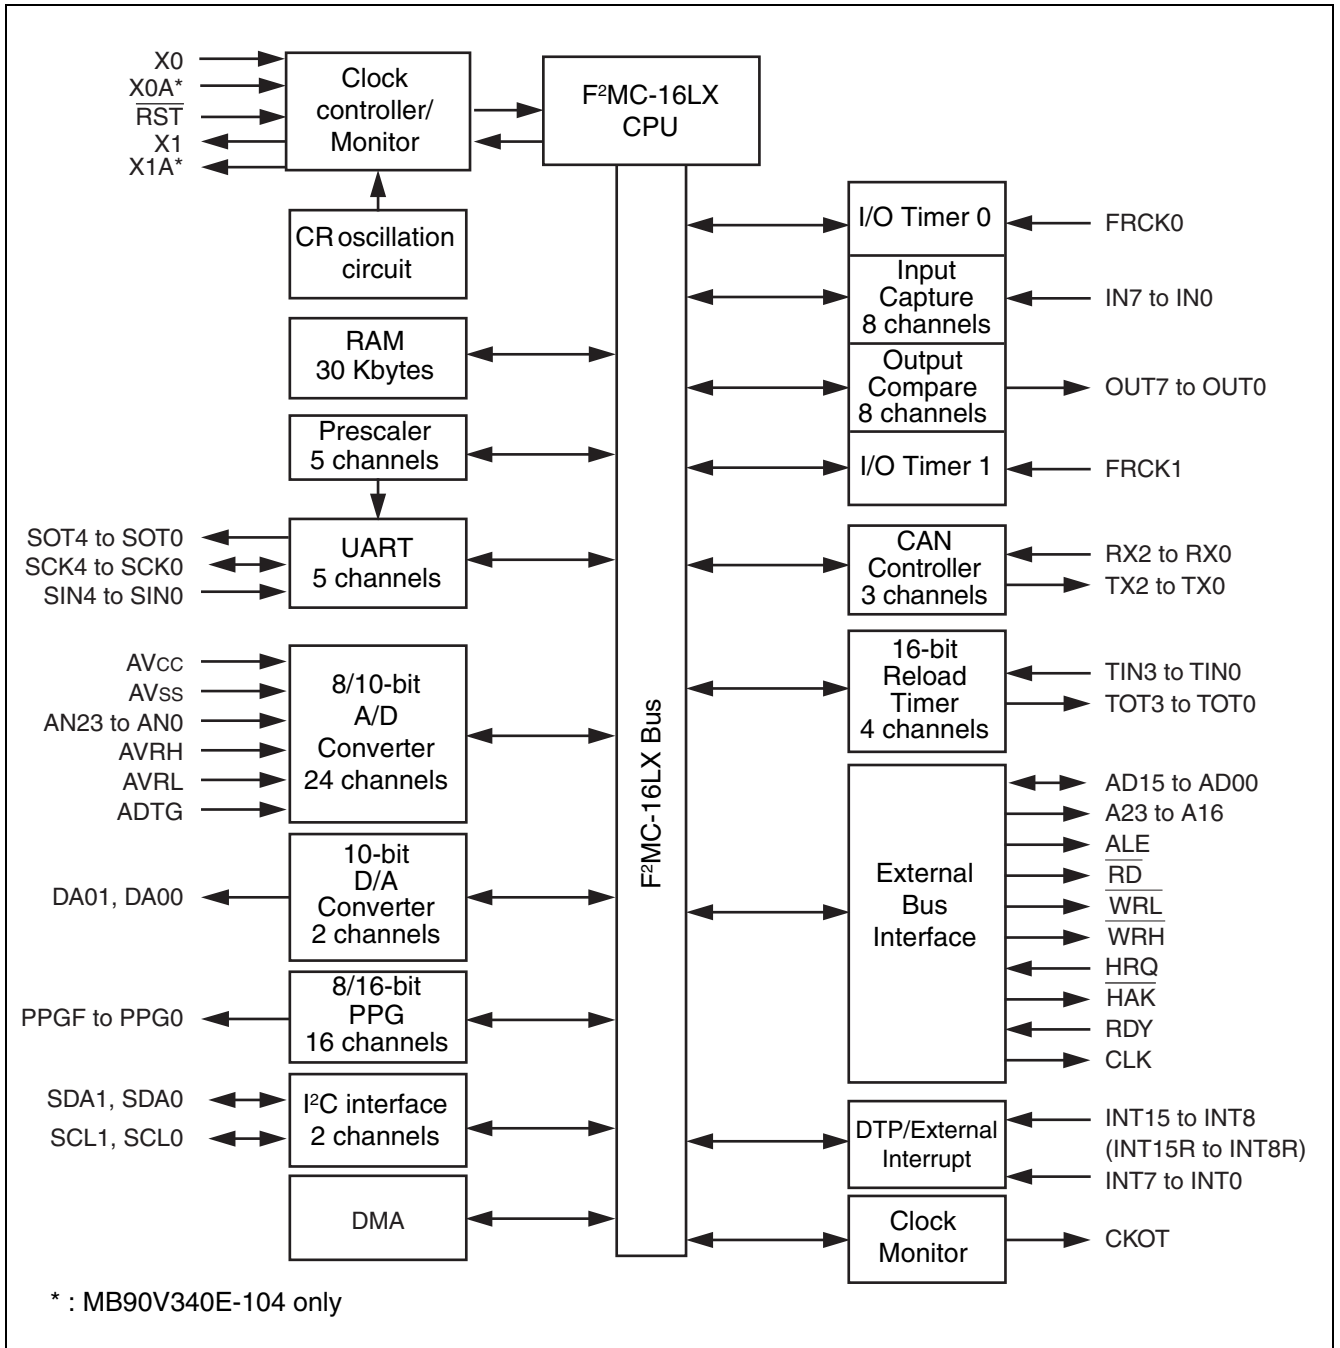 X0
X0A*
RST
X1
X1A*
Clock
controller/
Monitor
F²MC-16LX
CPU
CR oscillation
circuit
RAM
30 Kbytes
Prescaler
5 channels
SOT4 to SOT0
SCK4 to SCK0
SIN4 to SIN0
UART
5 channels
AVCC
AVSS
AN23 to AN0
AVRH
AVRL
ADTG
8/10-bit
A/D
Converter
24 channels
DA01, DA00
10-bit
D/A
Converter
2 channels
PPGF to PPG0
8/16-bit
PPG
16 channels
SDA1, SDA0
SCL1, SCL0
I²C interface
2 channels
DMA
F²MC-16LX Bus
I/O Timer 0
FRCK0
Input
Capture
8 channels
IN7 to IN0
Output
Compare
8 channels
OUT7 to OUT0
I/O Timer 1
FRCK1
CAN
Controller
3 channels
RX2 to RX0
TX2 to TX0
16-bit
Reload
Timer
4 channels
TIN3 to TIN0
TOT3 to TOT0
External
Bus
Interface
AD15 to AD00
A23 to A16
ALE
RD
WRL
WRH
HRQ
HAK
RDY
CLK
DTP/External
Interrupt
INT15 to INT8
(INT15R to INT8R)
INT7 to INT0
Clock
Monitor
CKOT
* : MB90V340E-104 only